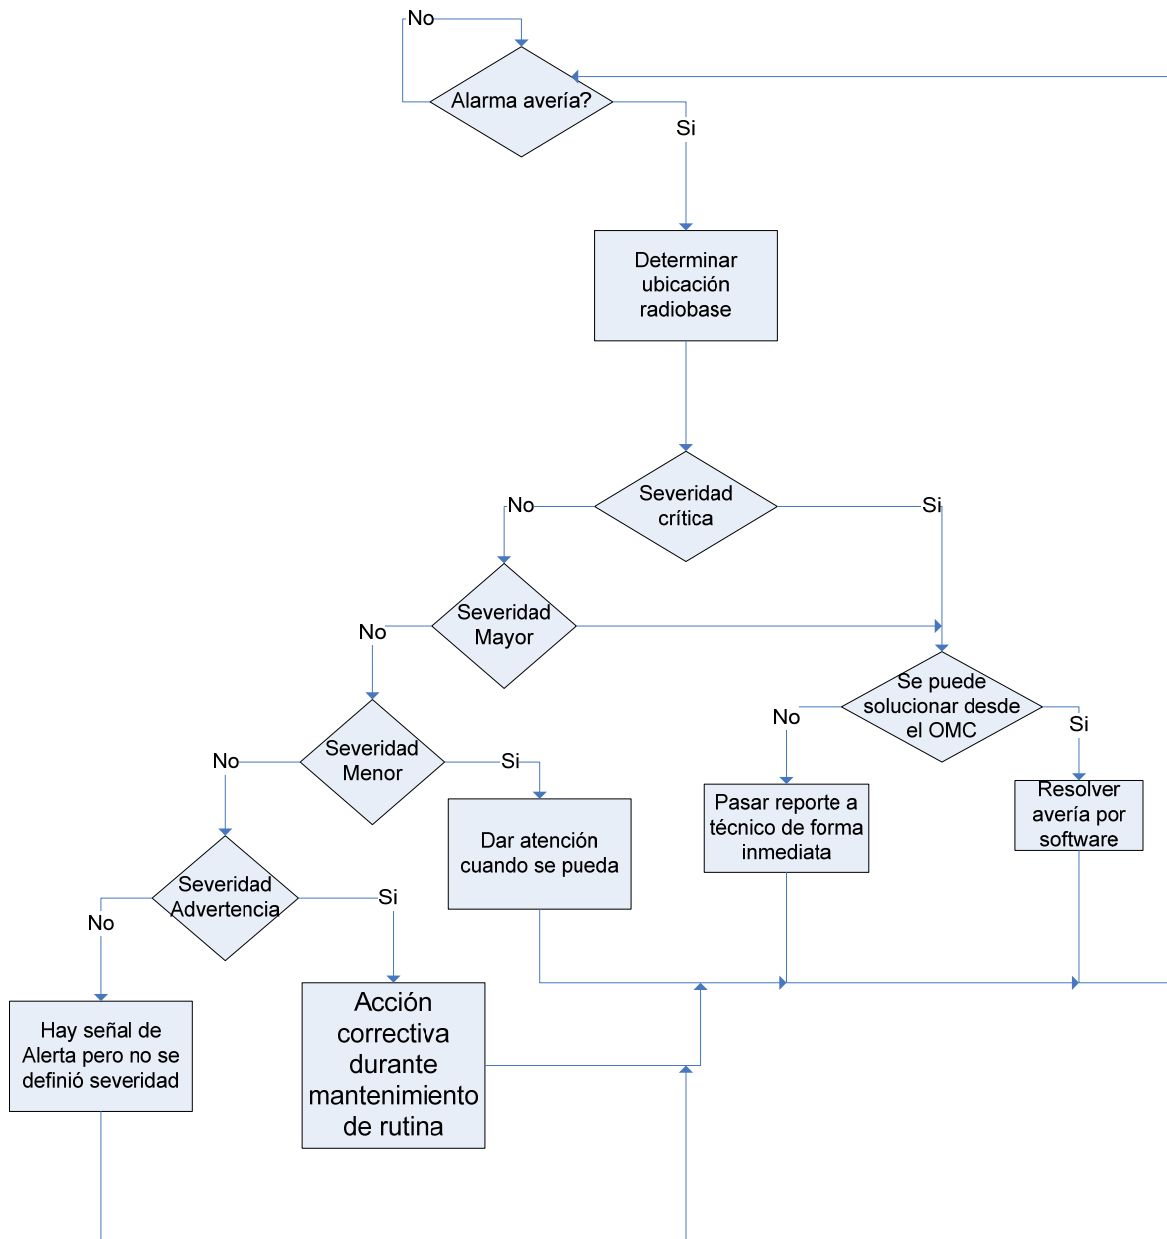 No
Alarma avería?
Si
Determinar
ubicación
radiobase
Severidad
crítica
No
Si
Severidad
Mayor
No
Se puede
solucionar desde
el OMC
No
Si
Severidad
Menor
No
Si
Pasar reporte a
técnico de forma
inmediata
Resolver
avería por
software
Dar atención
cuando se pueda
Severidad
Advertencia
No
Si
Hay señal de
Alerta pero no se
definió severidad
Acción
correctiva
durante
mantenimiento
de rutina